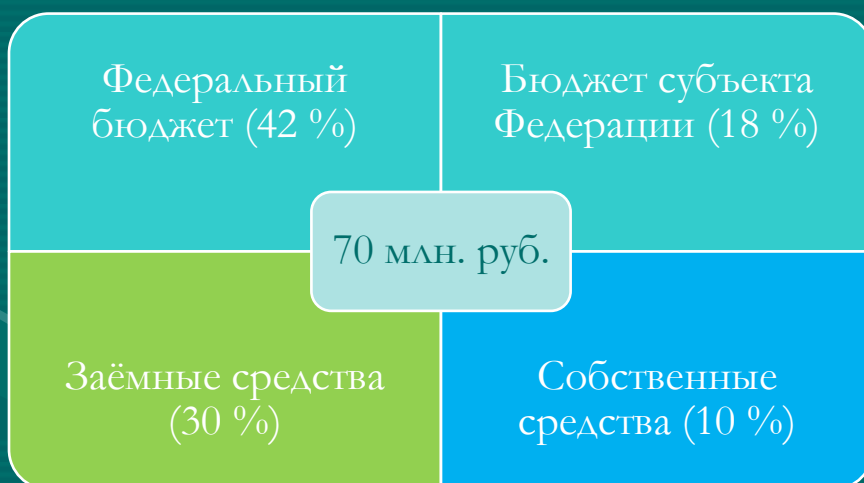 Федеральный
бюджет (42 %)
Бюджет субъекта
Федерации (18 %)
70 млн. руб.
Заёмные средства
(30 %)
Собственные
средства (10 %)